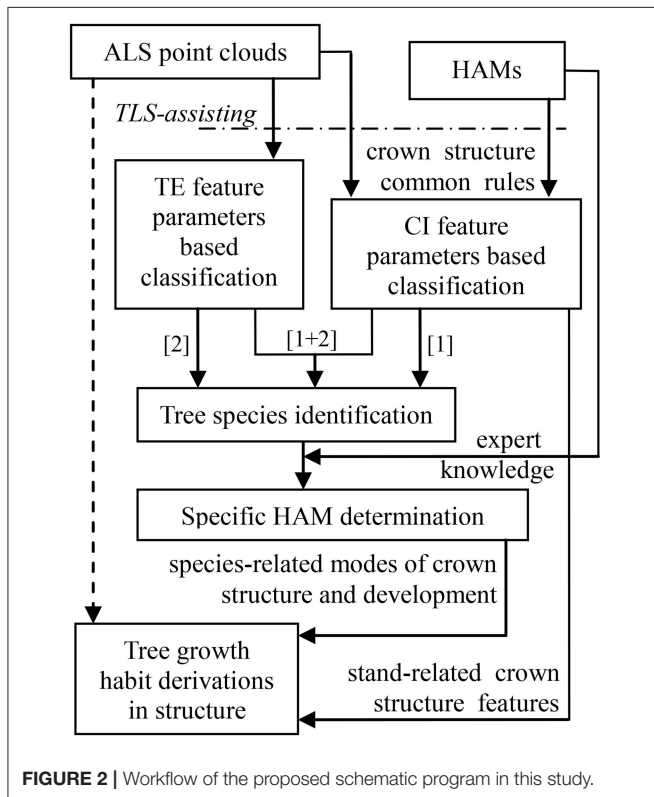 ALS point clouds
HAMs
TLS-assisting
crown structure
common rules
TE feature
parameters
based
classification
CI feature
parameters based
classification
[2]
[1+2]
[1]
Tree species identification
expert
knowledge
Specific HAM determination
species-related modes of crown
structure and development
Tree growth
habit derivations
in structure
stand-related crown
structure features
FIGURE 2 | Workflow of the proposed schematic program in this study.